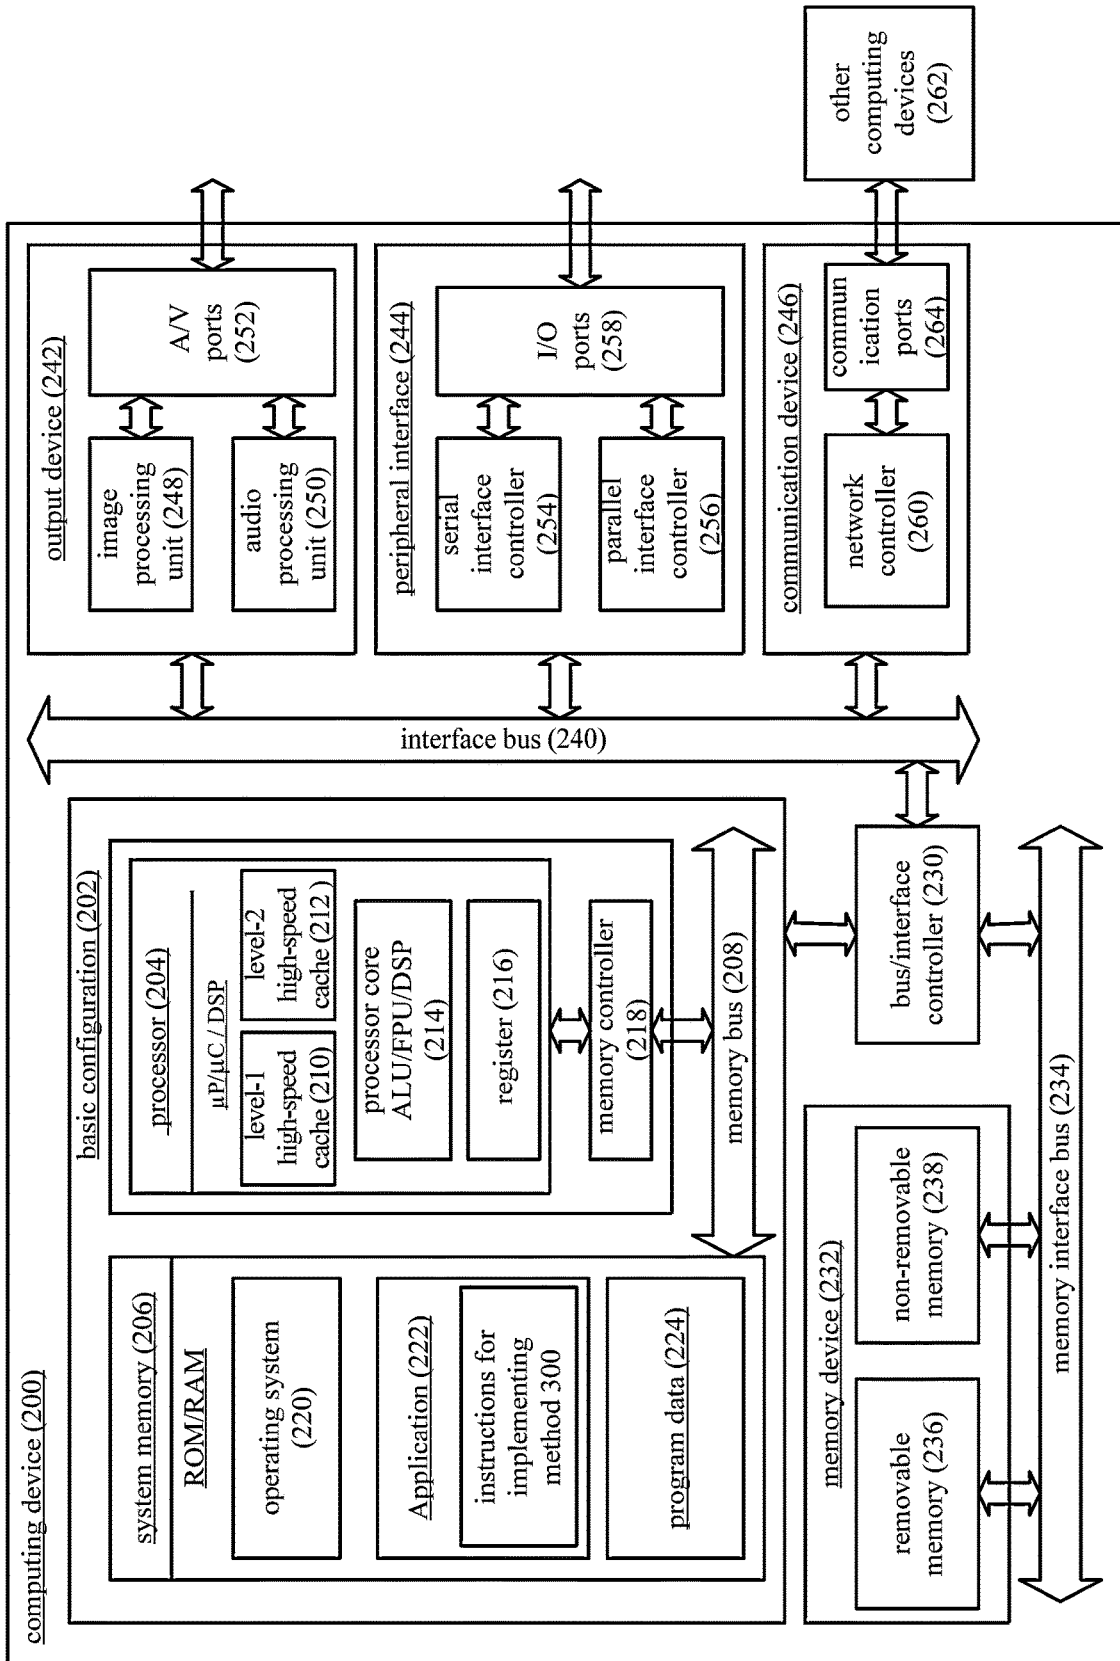 computing device (200)
basic configuration (202)
system memory (206)
ROM/RAM
operating system
(220)
Application (222)
instructions for
implementing
method 300
program data (224)
processor (204)
μP/μC / DSP
level-1
high-speed
cache (210)
level-2
high-speed
cache (212)
processor core
ALU/FPU/DSP
(214)
register (216)
memory controller
(218)
memory bus (208)
memory device (232)
removable
memory (236)
non-removable
memory (238)
bus/interface
controller (230)
memory interface bus (234)
interface bus (240)
output device (242)
image
processing
unit (248)
audio
processing
unit (250)
A/V
ports
(252)
peripheral interface (244)
serial
interface
controller
(254)
parallel
interface
controller
(256)
I/O
ports
(258)
communication device (246)
network
controller
(260)
commun
ication
ports
(264)
other
computing
devices
(262)